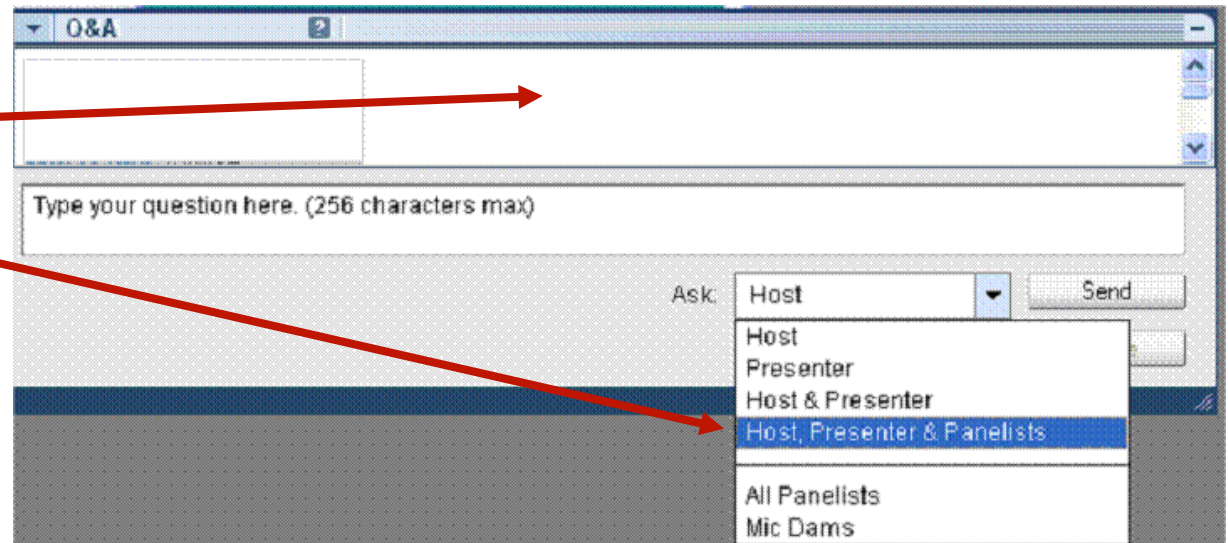 Q&A
?
Type your question here. (256 characters max)
Ask: Host Send
Host
Presenter
Host & Presenter
Host, Presenter & Panelists
All Panelists
Mic Dams